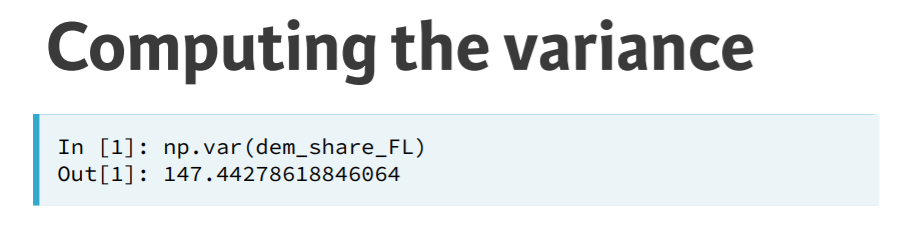 Computing the variance
In [1]: np.var(dem_share_FL)
Out[1]: 147.44278618846064